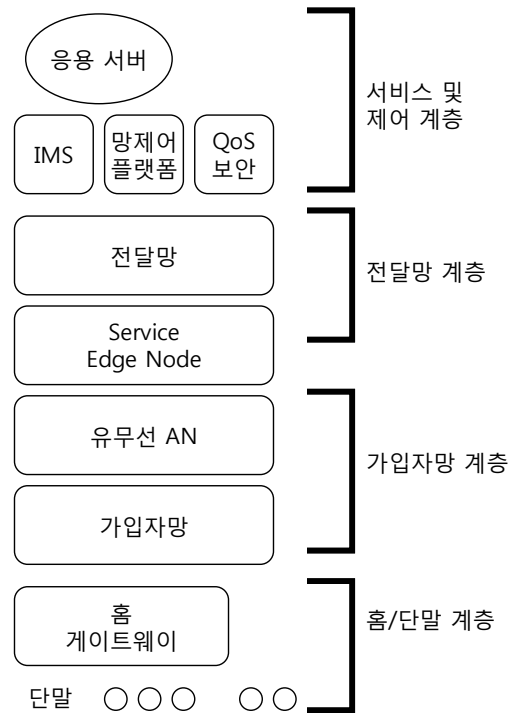 응용 서버
서비스 및
제어 계층
IMS
망제어
플랫폼
QoS
보안
전달망
전달망 계층
Service
Edge Node
유무선 AN
가입자망 계층
가입자망
홈
게이트웨이
홈/단말 계층
단말